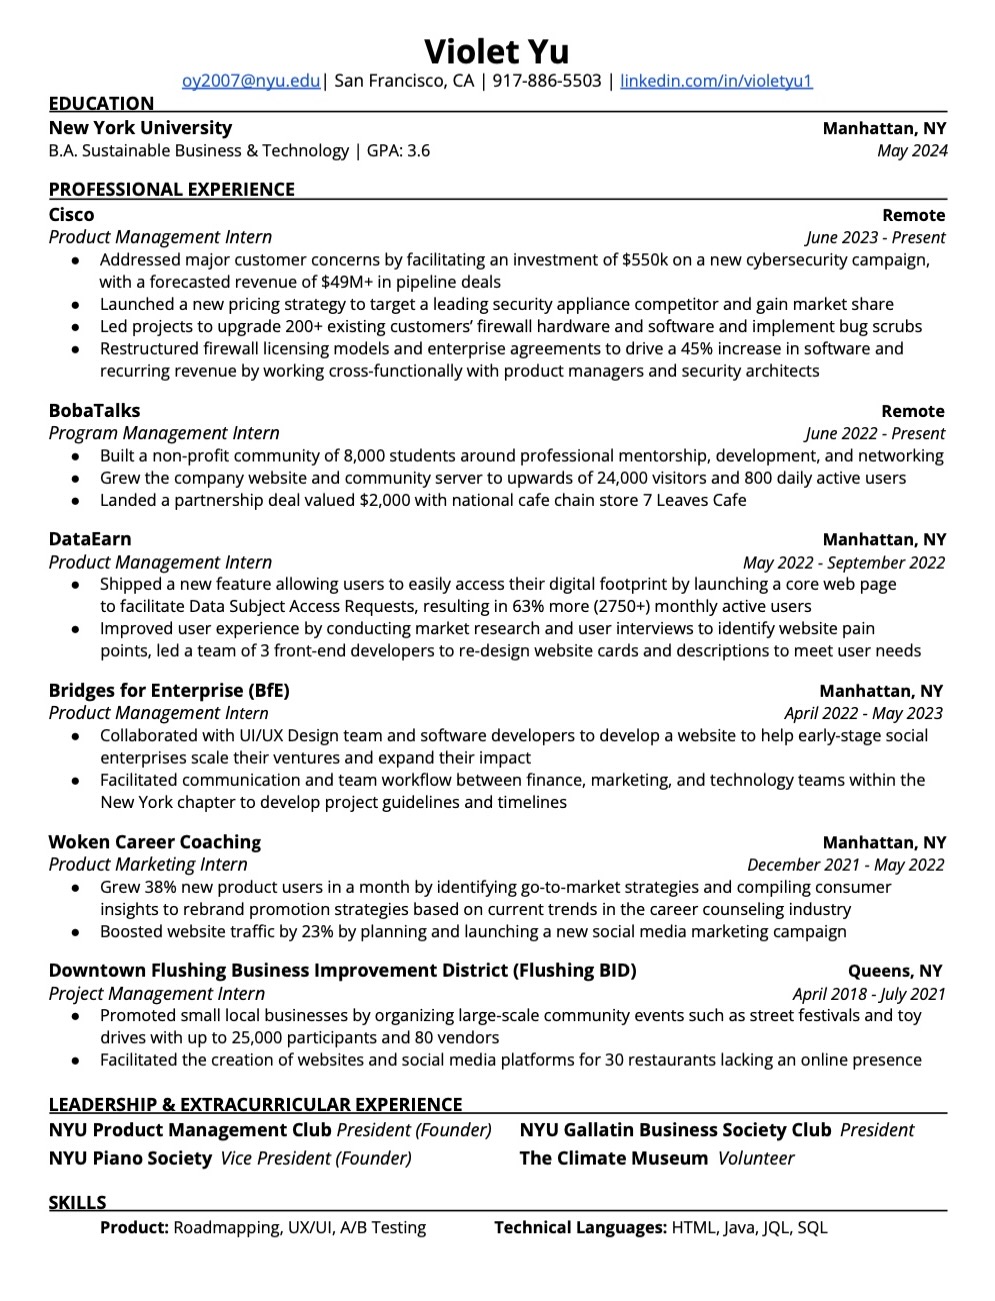 Violet Yu
oy2007@nyu.edu| San Francisco, CA | 917-886-5503 | linkedin.com/in/violetyu1
EDUCATION
New York University Manhattan, NY
B.A. Sustainable Business & Technology | GPA: 3.6 May 2024
PROFESSIONAL EXPERIENCE
Cisco Remote
Product Management Intern June 2023 - Present
● Addressed major customer concerns by facilitating an investment of $550k on a new cybersecurity campaign,
with a forecasted revenue of $49M+ in pipeline deals
● Launched a new pricing strategy to target a leading security appliance competitor and gain market share
● Led projects to upgrade 200+ existing customers’ firewall hardware and software and implement bug scrubs
● Restructured firewall licensing models and enterprise agreements to drive a 45% increase in software and
recurring revenue by working cross-functionally with product managers and security architects
BobaTalks Remote
Program Management Intern June 2022 - Present
● Built a non-profit community of 8,000 students around professional mentorship, development, and networking
● Grew the company website and community server to upwards of 24,000 visitors and 800 daily active users
● Landed a partnership deal valued $2,000 with national cafe chain store 7 Leaves Cafe
DataEarn Manhattan, NY
Product Management Intern May 2022 - September 2022
● Shipped a new feature allowing users to easily access their digital footprint by launching a core web page
to facilitate Data Subject Access Requests, resulting in 63% more (2750+) monthly active users
● Improved user experience by conducting market research and user interviews to identify website pain
points, led a team of 3 front-end developers to re-design website cards and descriptions to meet user needs
Bridges for Enterprise (BfE) Manhattan, NY
Product Management Intern April 2022 - May 2023
● Collaborated with UI/UX Design team and software developers to develop a website to help early-stage social
enterprises scale their ventures and expand their impact
● Facilitated communication and team workflow between finance, marketing, and technology teams within the
New York chapter to develop project guidelines and timelines
Woken Career Coaching Manhattan, NY
Product Marketing Intern December 2021 - May 2022
● Grew 38% new product users in a month by identifying go-to-market strategies and compiling consumer
insights to rebrand promotion strategies based on current trends in the career counseling industry
● Boosted website traffic by 23% by planning and launching a new social media marketing campaign
Downtown Flushing Business Improvement District (Flushing BID) Queens, NY
Project Management Intern April 2018 - July 2021
● Promoted small local businesses by organizing large-scale community events such as street festivals and toy
drives with up to 25,000 participants and 80 vendors
● Facilitated the creation of websites and social media platforms for 30 restaurants lacking an online presence
LEADERSHIP & EXTRACURRICULAR EXPERIENCE
NYU Product Management Club President (Founder) NYU Gallatin Business Society Club President
NYU Piano Society Vice President (Founder) The Climate Museum Volunteer
SKILLS
Product: Roadmapping, UX/UI, A/B Testing Technical Languages: HTML, Java, JQL, SQL